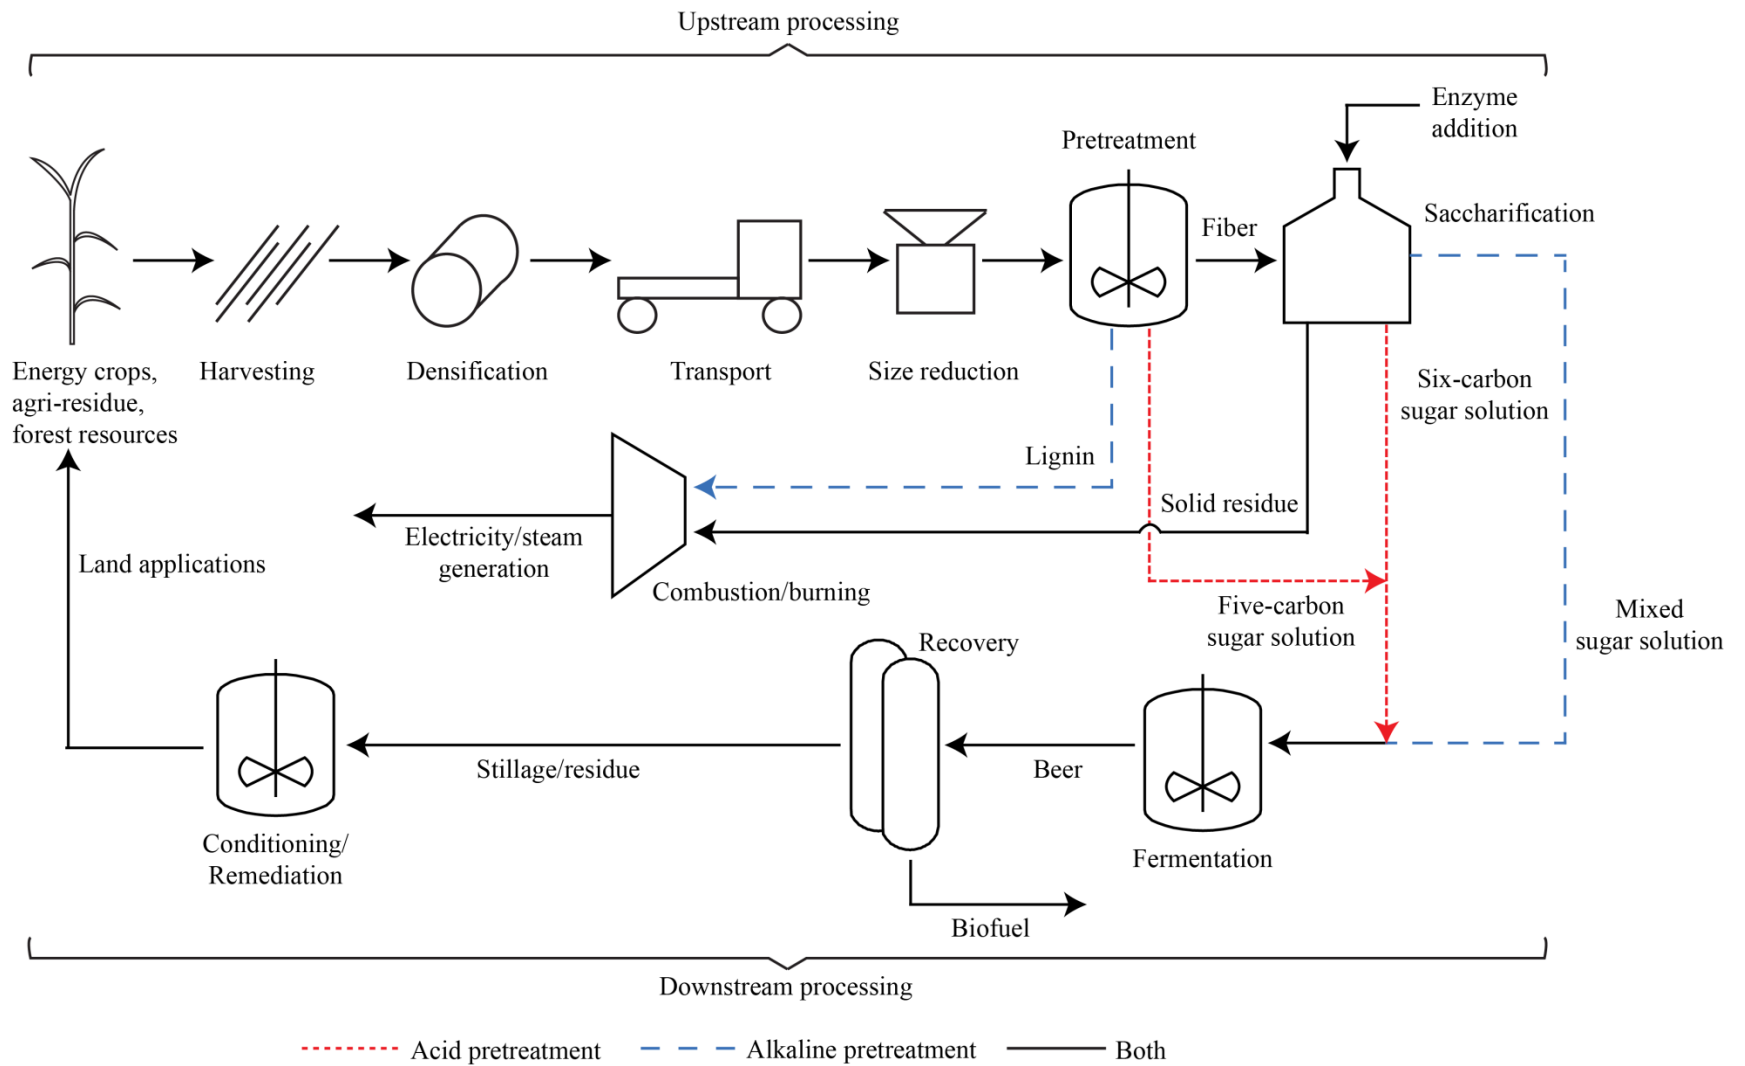 Upstream processing
Enzyme
addition
Pretreatment
Fiber
Saccharification
Energy crops,
agri-residue,
forest resources
Harvesting
Densification
Transport
Size reduction
Six-carbon
sugar solution
Lignin
Solid residue
Electricity/steam
generation
Land applications
Combustion/burning
Five-carbon
sugar solution
Mixed
sugar solution
Recovery
Stillage/residue
Beer
Conditioning/
Remediation
Fermentation
Biofuel
Downstream processing
Acid pretreatment
Alkaline pretreatment
Both